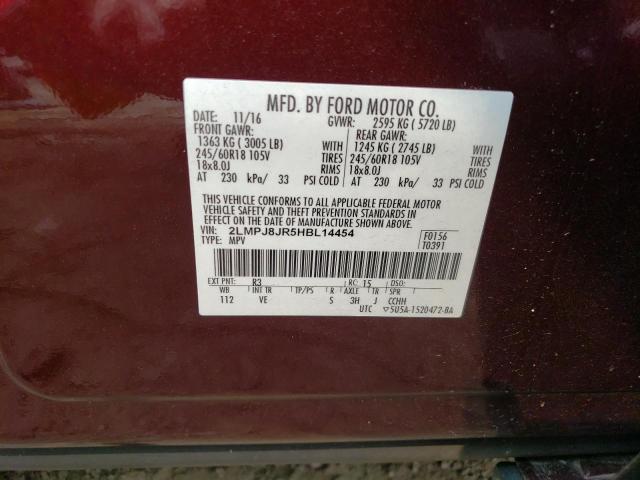 MFD. BY FORD MOTOR CO.
DATE: 11/16 GVWR: 2595 KG ( 5720 LB)
FRONT GAWR: REAR GAWR:
1363 KG ( 3005 LB) WITH 1245 KG ( 2745 LB) WITH
245/60R18 105V TIRES 245/60R18 105V TIRES
18x8.0J RIMS 18x8.0J RIMS
AT 230 kPa/ 33 PSI COLD AT 230 kPa/ 33 PSI COLD
THIS VEHICLE CONFORMS TO ALL APPLICABLE FEDERAL MOTOR
VEHICLE SAFETY AND THEFT PREVENTION STANDARDS IN EFFECT
ON THE DATE OF MANUFACTURE SHOWN ABOVE.
VIN: 2LMPJ8JR5HBL14454 F0156
TYPE: MPV T0391
EXT PNT: R3 RC: 15 DSO:
WB INT TR TP/PS R AXLE TR SPR
112 VE S 3H J CCHH
UTC ▽5U5A-1520472-BA